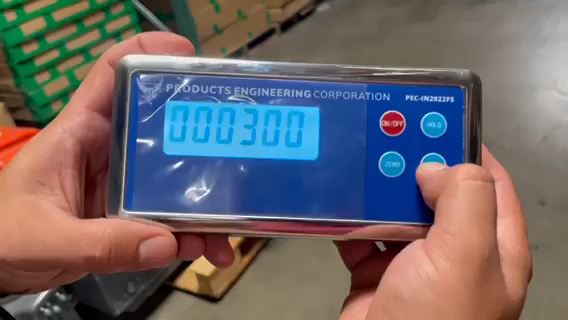 PRODUCTS ENGINEERING CORPORATION
PEC-IN2022FS
000300
ON/OFF
HOLD
ZERO